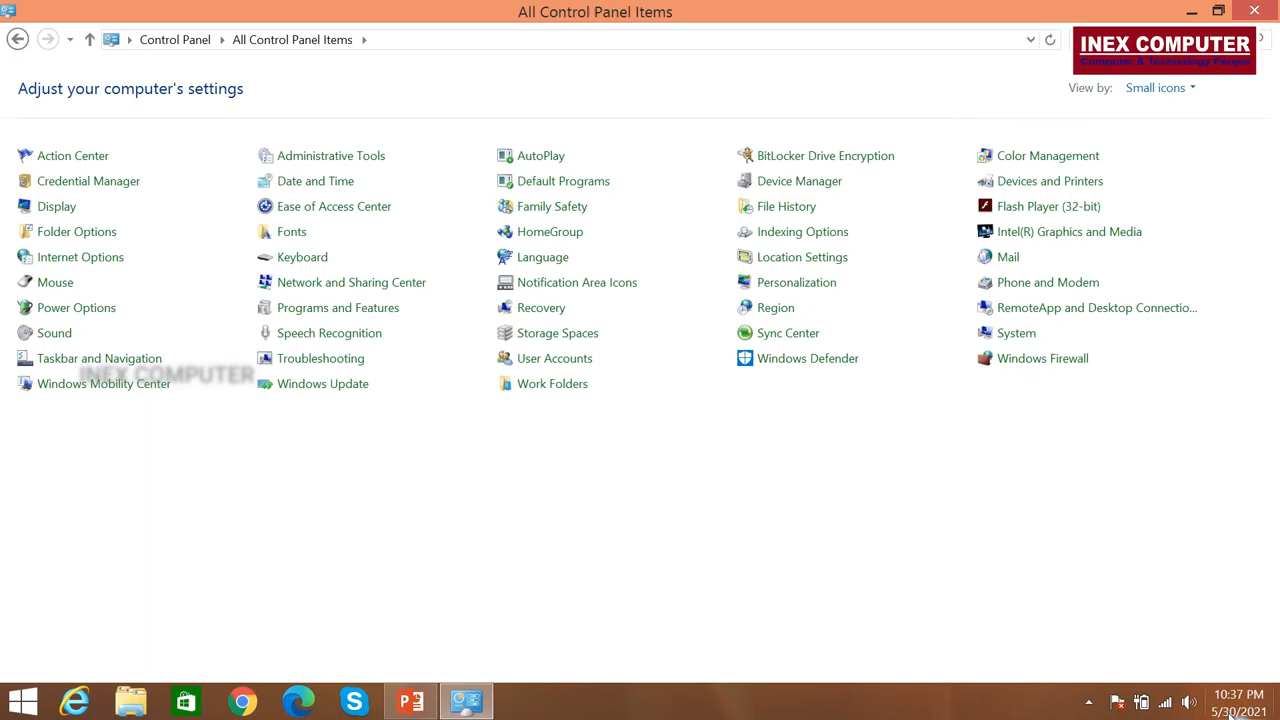 All Control Panel Items
Control Panel All Control Panel Items
INEX COMPUTER
Computer & Technology People
Adjust your computer's settings
View by: Small icons
Action Center Administrative Tools AutoPlay BitLocker Drive Encryption Color Management
Credential Manager Date and Time Default Programs Device Manager Devices and Printers
Display Ease of Access Center Family Safety File History Flash Player (32-bit)
Folder Options Fonts HomeGroup Indexing Options Intel(R) Graphics and Media
Internet Options Keyboard Language Location Settings Mail
Mouse Network and Sharing Center Notification Area Icons Personalization Phone and Modem
Power Options Programs and Features Recovery Region RemoteApp and Desktop Connectio...
Sound Speech Recognition Storage Spaces Sync Center System
Taskbar and Navigation Troubleshooting User Accounts Windows Defender Windows Firewall
INEX COMPUTER
Windows Mobility Center Windows Update Work Folders
10:37 PM
5/30/2021